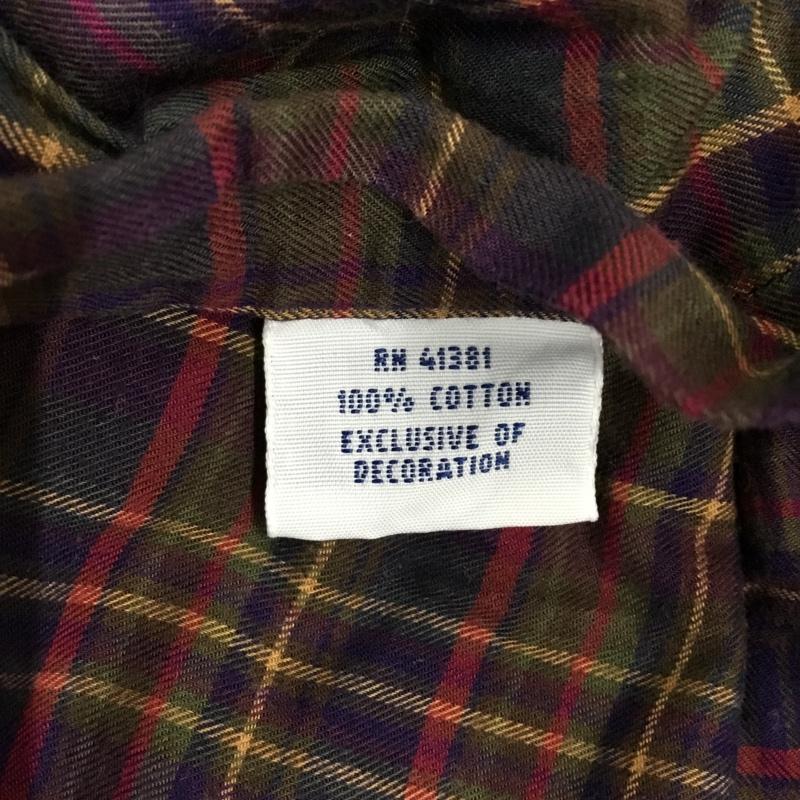 RN 41381
100% COTTON
EXCLUSIVE OF
DECORATION